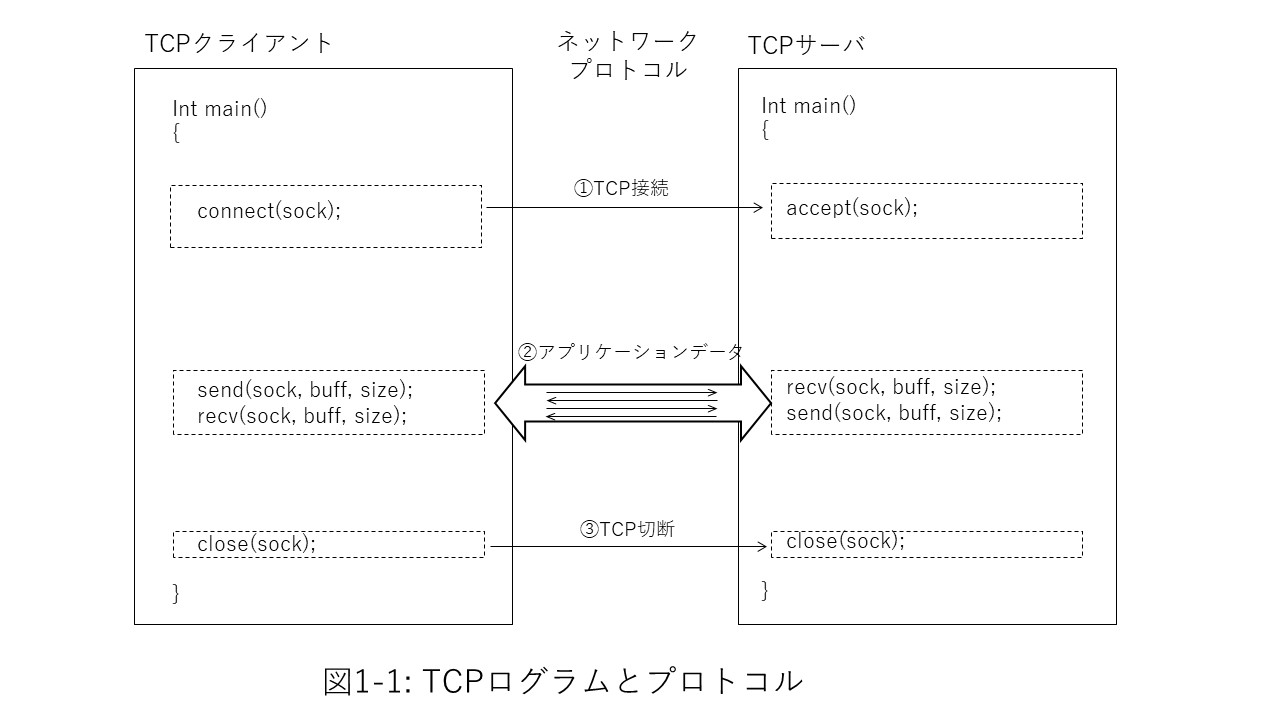 TCPクライアント
ネットワーク
プロトコル
TCPサーバ
Int main()
{
connect(sock);
send(sock, buff, size);
recv(sock, buff, size);
close(sock);
}
①TCP接続
②アプリケーションデータ
③TCP切断
Int main()
{
accept(sock);
recv(sock, buff, size);
send(sock, buff, size);
close(sock);
}
図1-1: TCPログラムとプロトコル